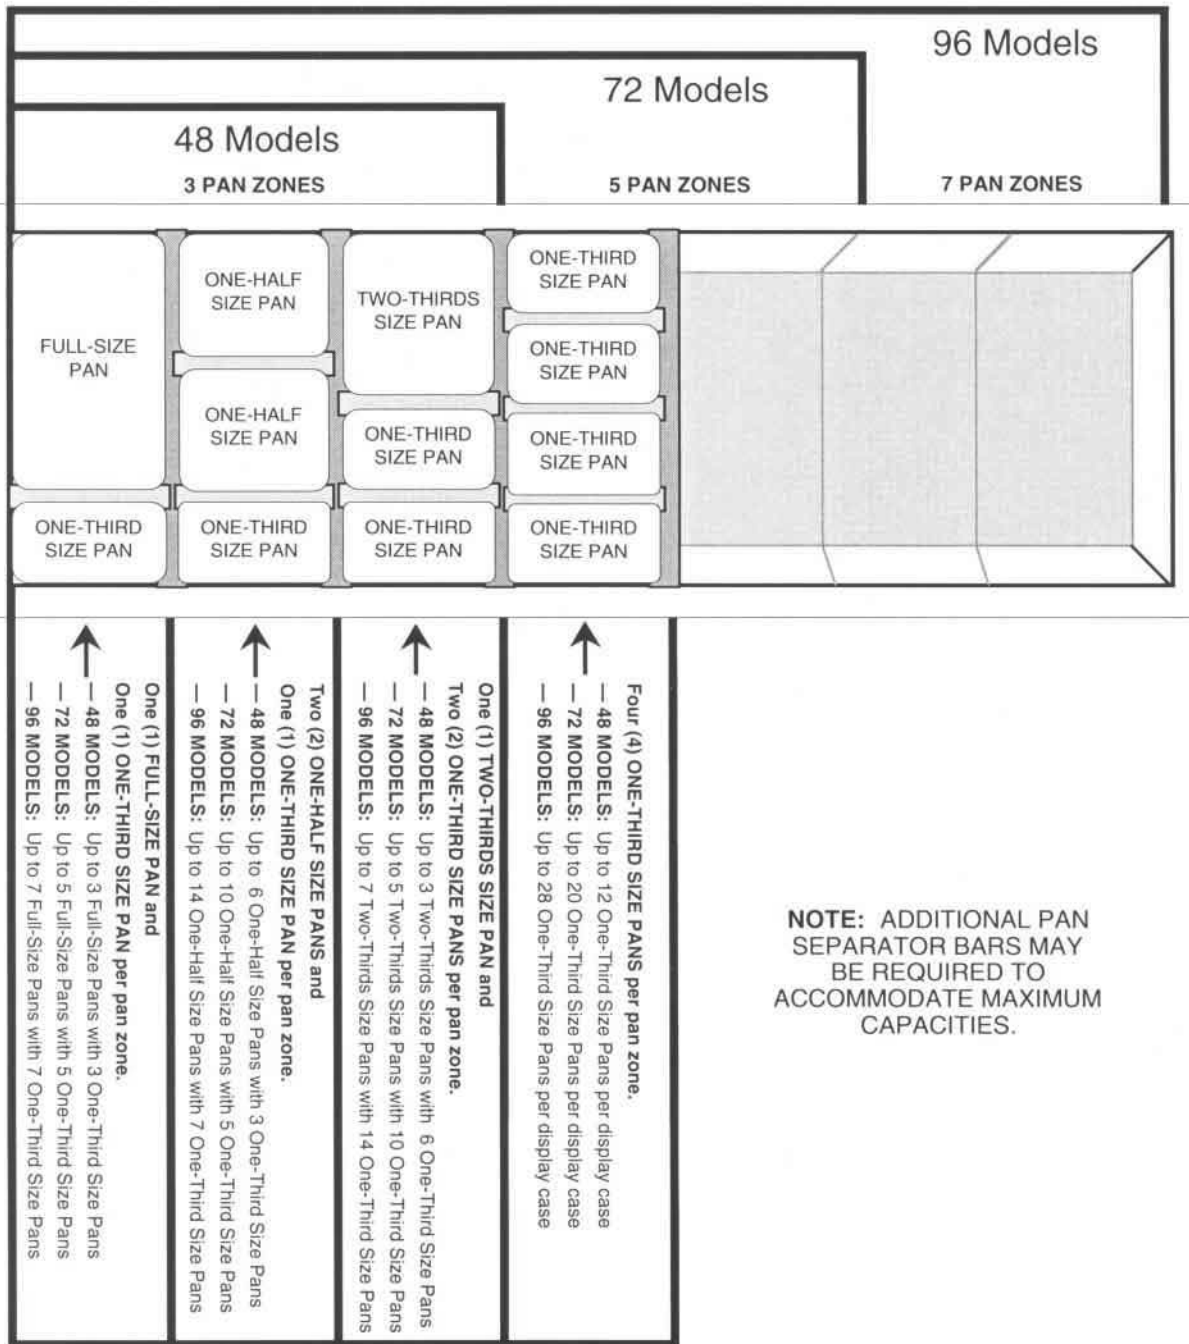 96 Models
72 Models
48 Models
3 PAN ZONES
5 PAN ZONES
7 PAN ZONES
FULL-SIZE
PAN
ONE-THIRD
SIZE PAN
ONE-HALF
SIZE PAN
ONE-HALF
SIZE PAN
ONE-THIRD
SIZE PAN
TWO-THIRDS
SIZE PAN
ONE-THIRD
SIZE PAN
ONE-THIRD
SIZE PAN
ONE-THIRD
SIZE PAN
ONE-THIRD
SIZE PAN
ONE-THIRD
SIZE PAN
ONE-THIRD
SIZE PAN
One (1) FULL-SIZE PAN and
One (1) ONE-THIRD SIZE PAN per pan zone.
— 48 MODELS: Up to 3 Full-Size Pans with 3 One-Third Size Pans
— 72 MODELS: Up to 5 Full-Size Pans with 5 One-Third Size Pans
— 96 MODELS: Up to 7 Full-Size Pans with 7 One-Third Size Pans
Two (2) ONE-HALF SIZE PANS and
One (1) ONE-THIRD SIZE PAN per pan zone.
— 48 MODELS: Up to 6 One-Half Size Pans with 3 One-Third Size Pans
— 72 MODELS: Up to 10 One-Half Size Pans with 5 One-Third Size Pans
— 96 MODELS: Up to 14 One-Half Size Pans with 7 One-Third Size Pans
One (1) TWO-THIRDS SIZE PAN and
Two (2) ONE-THIRD SIZE PANS per pan zone.
— 48 MODELS: Up to 3 Two-Thirds Size Pans with 6 One-Third Size Pans
— 72 MODELS: Up to 5 Two-Thirds Size Pans with 10 One-Third Size Pans
— 96 MODELS: Up to 7 Two-Thirds Size Pans with 14 One-Third Size Pans
Four (4) ONE-THIRD SIZE PANS per pan zone.
— 48 MODELS: Up to 12 One-Third Size Pans per display case
— 72 MODELS: Up to 20 One-Third Size Pans per display case
— 96 MODELS: Up to 28 One-Third Size Pans per display case
NOTE: ADDITIONAL PAN
SEPARATOR BARS MAY
BE REQUIRED TO
ACCOMMODATE MAXIMUM
CAPACITIES.